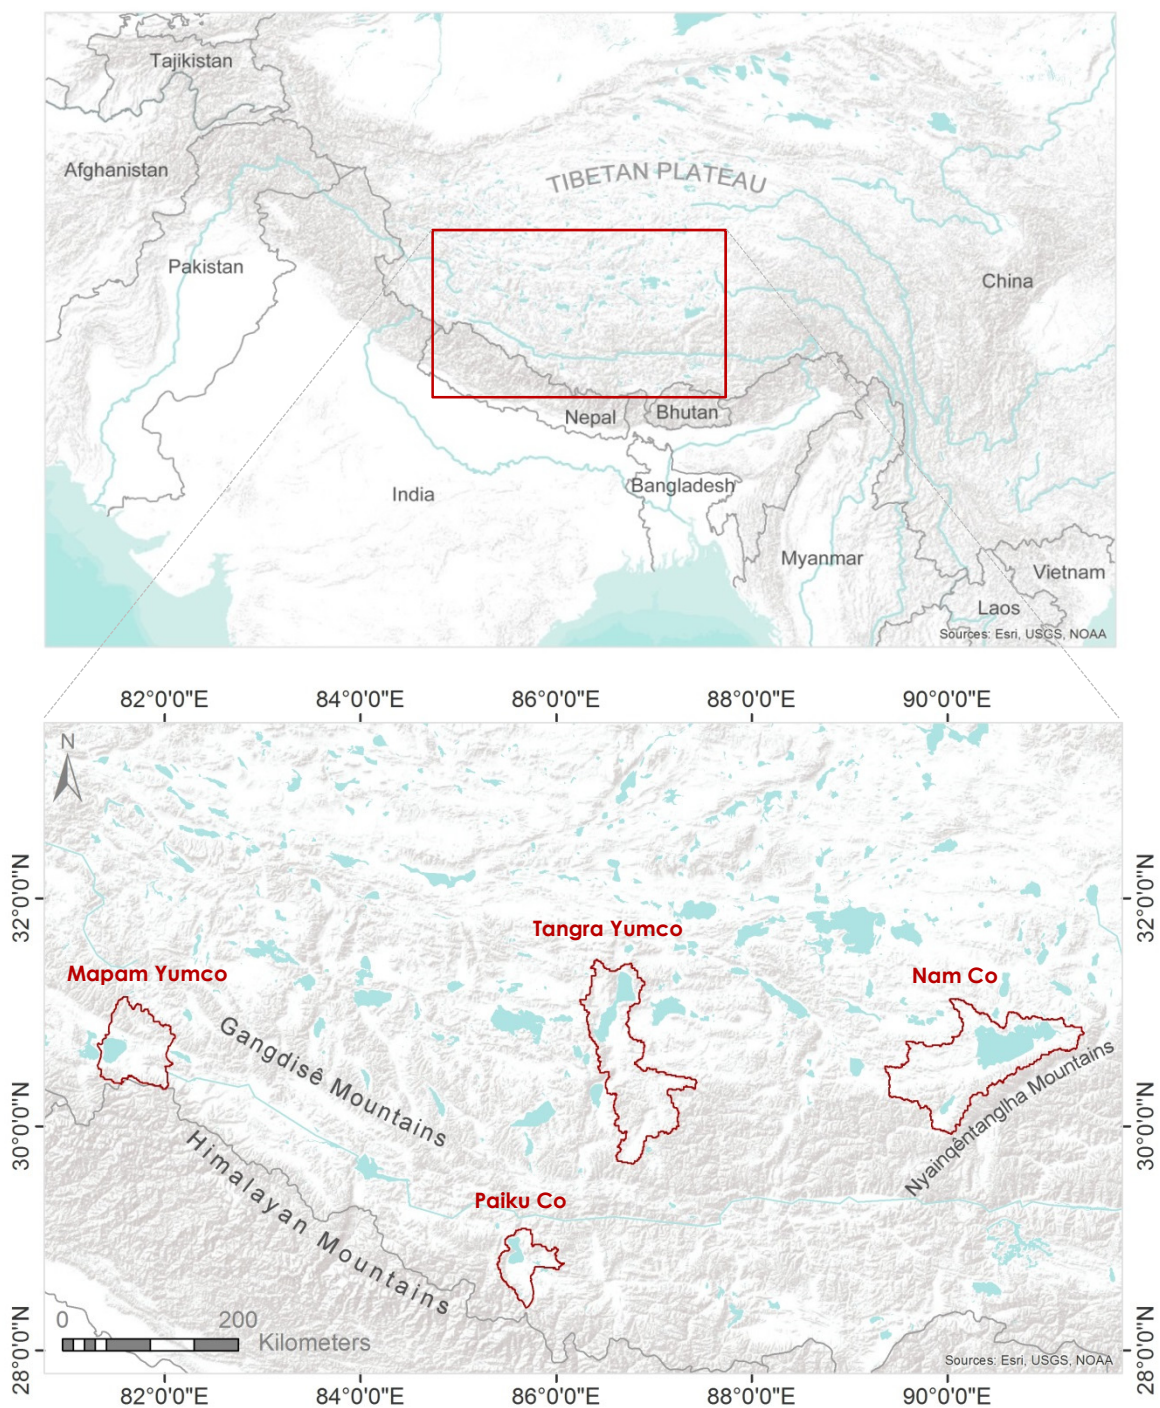 Tajikistan
Afghanistan
TIBETAN PLATEAU
Pakistan
China
Nepal
Bhutan
India
Bangladesh
Myanmar
Vietnam
Laos
Sources: Esri, USGS, NOAA
82°0'0"E 84°0'0"E 86°0'0"E 88°0'0"E 90°0'0"E
N
32°0'0"N
32°0'0"N
Tangra Yumco
Mapam Yumco
Nam Co
Gangdisê Mountains
Nyainqêntanglha Mountains
30°0'0"N
30°0'0"N
Himalayan Mountains
Paiku Co
0 200
Kilometers
28°0'0"N
28°0'0"N
Sources: Esri, USGS, NOAA
82°0'0"E 84°0'0"E 86°0'0"E 88°0'0"E 90°0'0"E